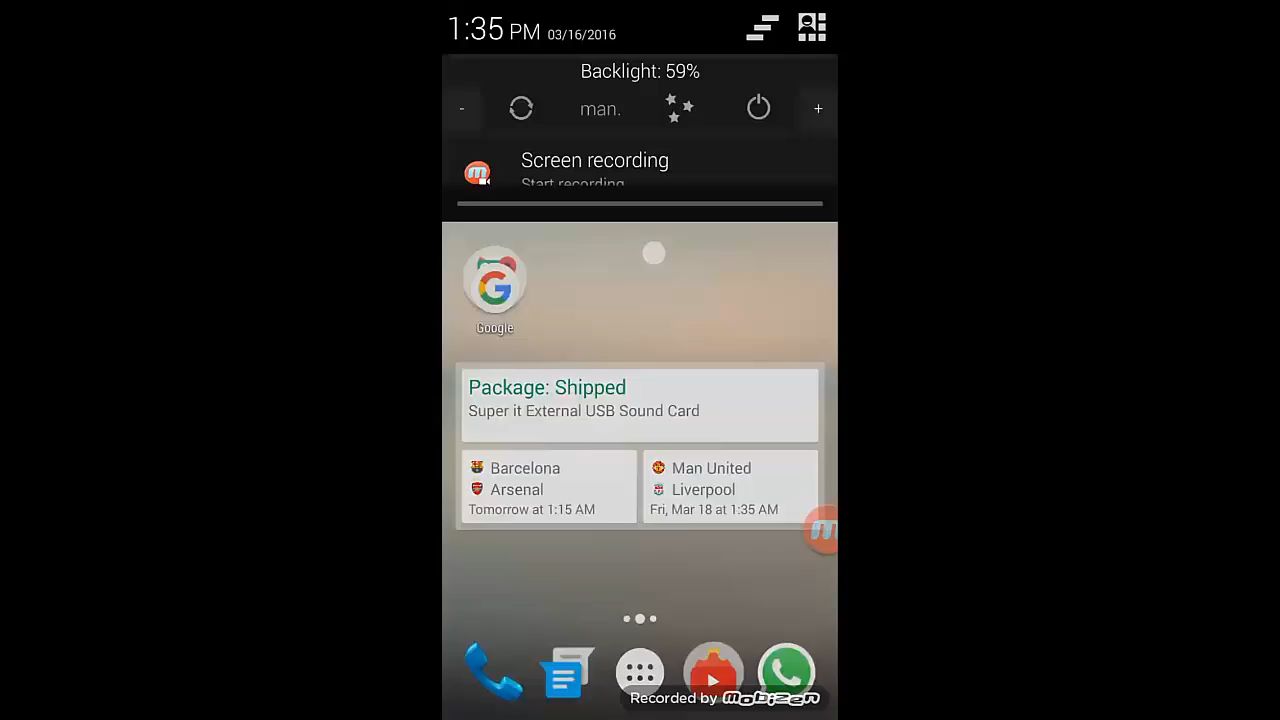 1:35 PM 03/16/2016
Backlight: 59%
- man. +
Screen recording
Start recording
Google
Package: Shipped
Super it External USB Sound Card
Barcelona
Arsenal
Tomorrow at 1:15 AM
Man United
Liverpool
Fri, Mar 18 at 1:35 AM
Recorded by mobizen